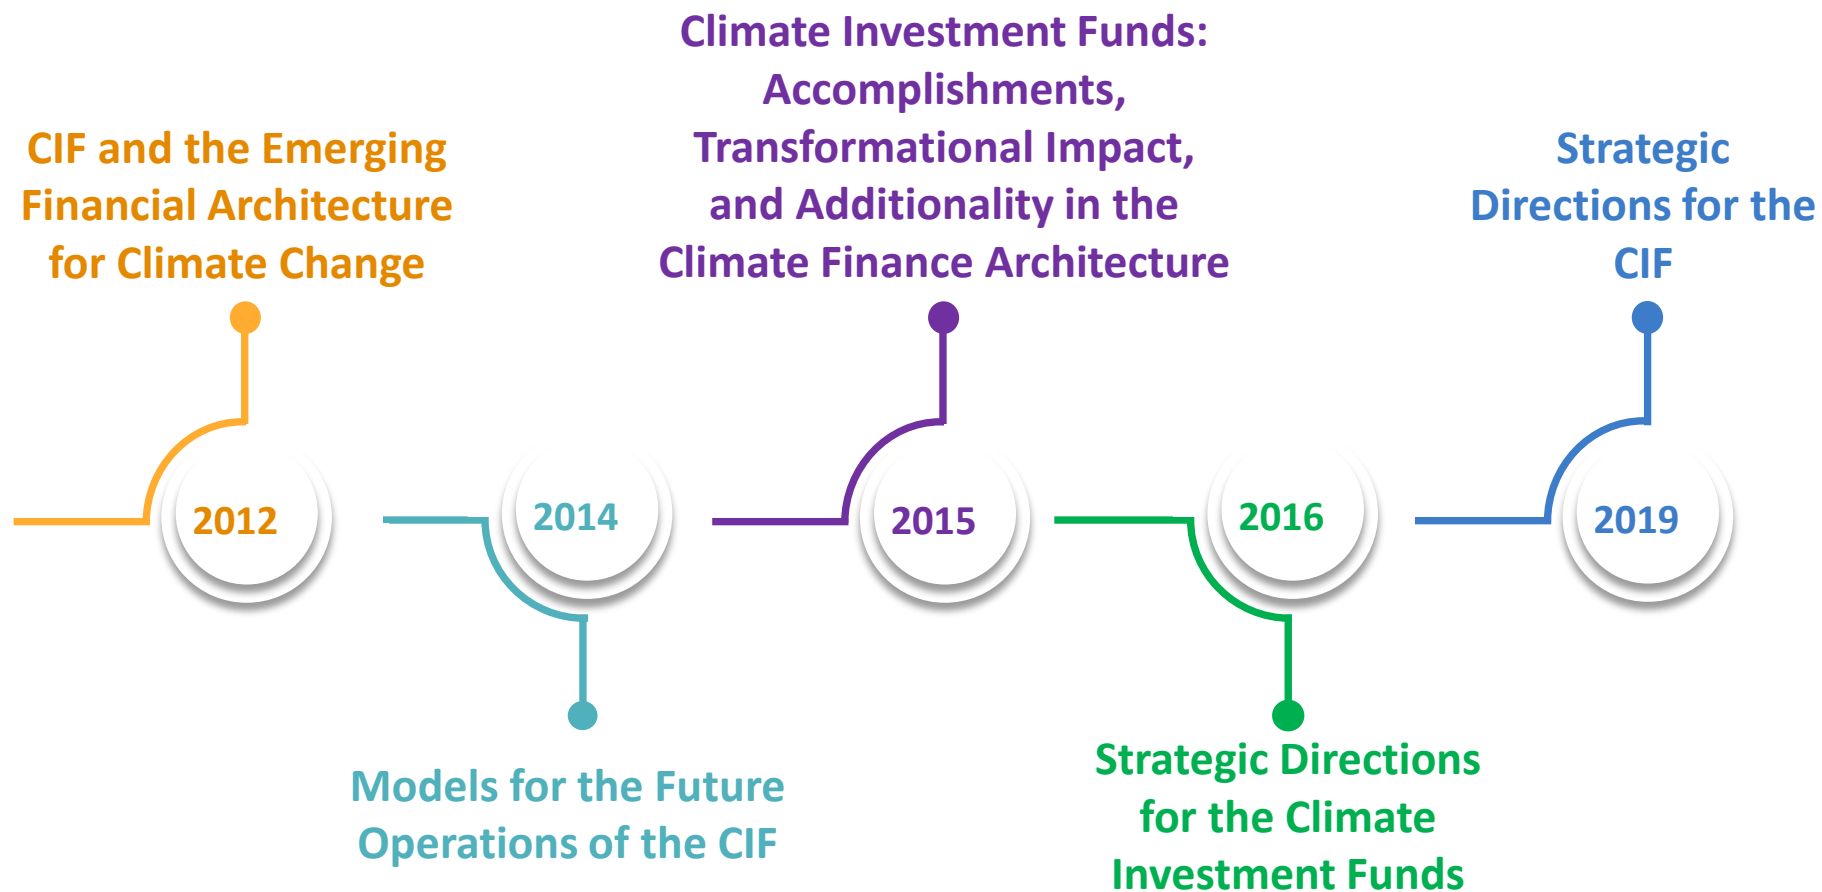 CIF and the Emerging
Financial Architecture
for Climate Change
2012
2014
Models for the Future
Operations of the CIF
Climate Investment Funds:
Accomplishments,
Transformational Impact,
and Additionality in the
Climate Finance Architecture
2015
2016
Strategic Directions
for the Climate
Investment Funds
Strategic
Directions for the
CIF
2019